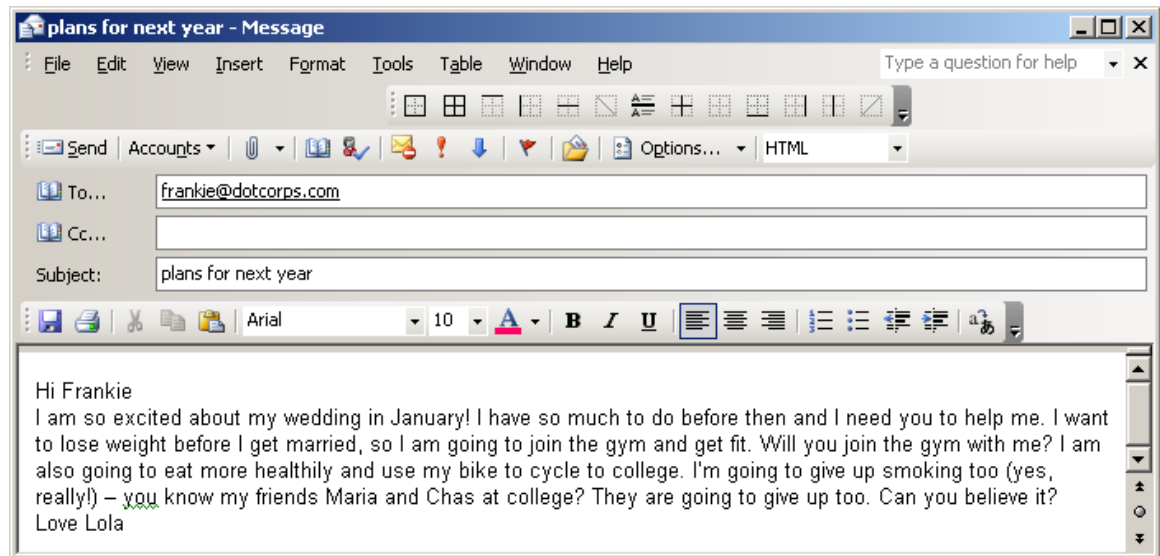 plans for next year - Message
File Edit View Insert Format Tools Table Window Help Type a question for help
Send Accounts Options... HTML
To... frankie@dotcorps.com
Cc...
Subject: plans for next year
Arial 10 A B I U
Hi Frankie
I am so excited about my wedding in January! I have so much to do before then and I need you to help me. I want
to lose weight before I get married, so I am going to join the gym and get fit. Will you join the gym with me? I am
also going to eat more healthily and use my bike to cycle to college. I'm going to give up smoking too (yes,
really!) – you know my friends Maria and Chas at college? They are going to give up too. Can you believe it?
Love Lola